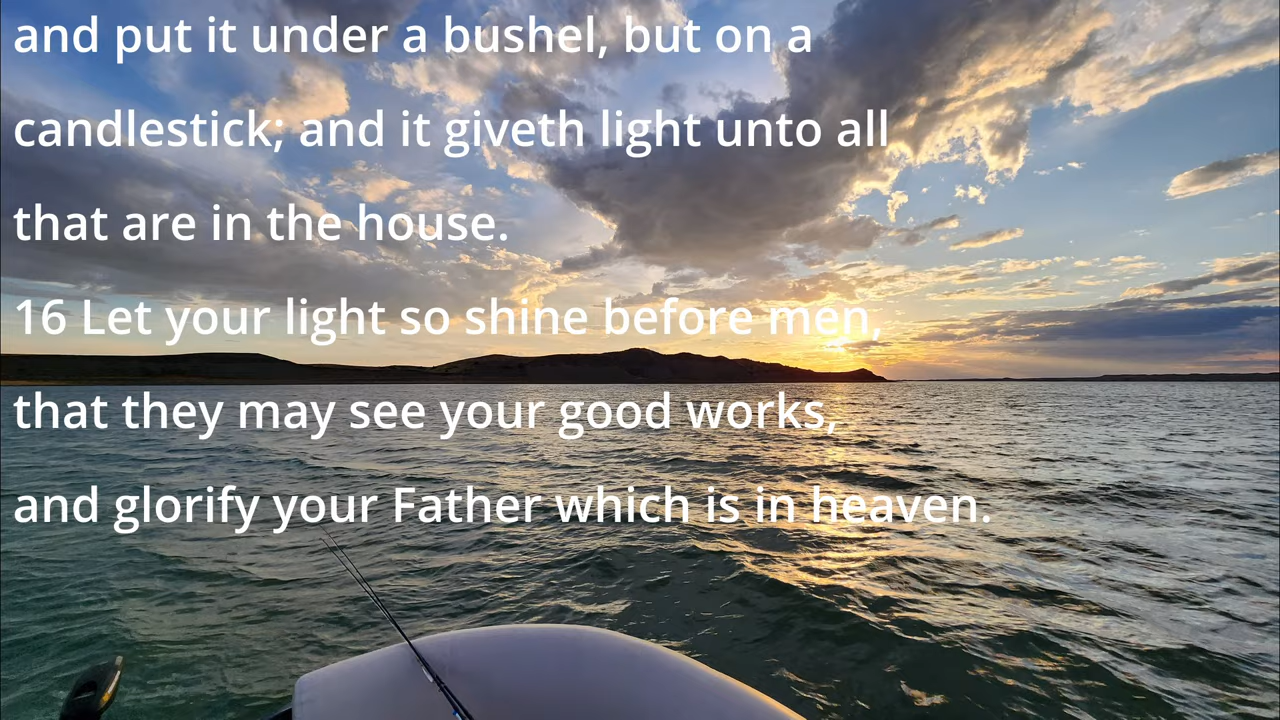 and put it under a bushel, but on a
candlestick; and it giveth light unto all
that are in the house.
16 Let your light so shine before men,
that they may see your good works,
and glorify your Father which is in heaven.